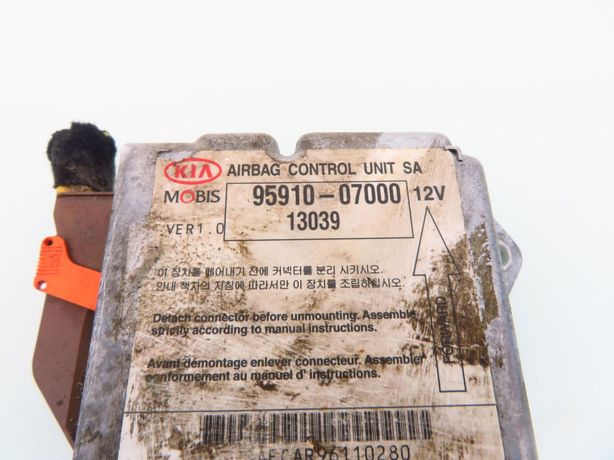 KIA AIRBAG CONTROL UNIT SA
MOBIS 95910-07000 12V
VER1.0 13039
이 장치를 떼어내기 전에 커넥터를 분리 시키시오.
안내 책자의 지침에 따라서만 이 장치를 조립하십시오.
Detach connector before unmounting. Assemble
strictly according to manual instructions.
FORWARD
Avant démontage enlever connecteur. Assembler
conformement au manuel d'instructions.
AECAR96110280